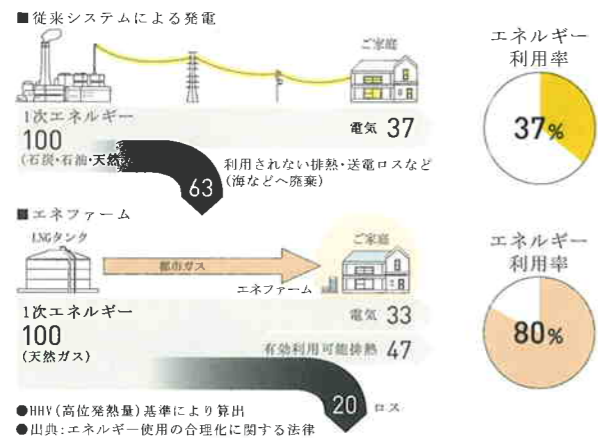 ■従来システムによる発電
ご家庭
エネルギー
利用率
37%
1次エネルギー
100
(石炭・石油・天然
電気 37
63
利用されない排熱・送電ロスなど
(海などへ廃棄)
■エネファーム
LNGタンク
都市ガス
ご家庭
エネファーム
エネルギー
利用率
80%
1次エネルギー
100
(天然ガス)
電気 33
有効利用可能排熱 47
20 ロス
●HHV(高位発熱量)基準により算出
●出典:エネルギー使用の合理化に関する法律